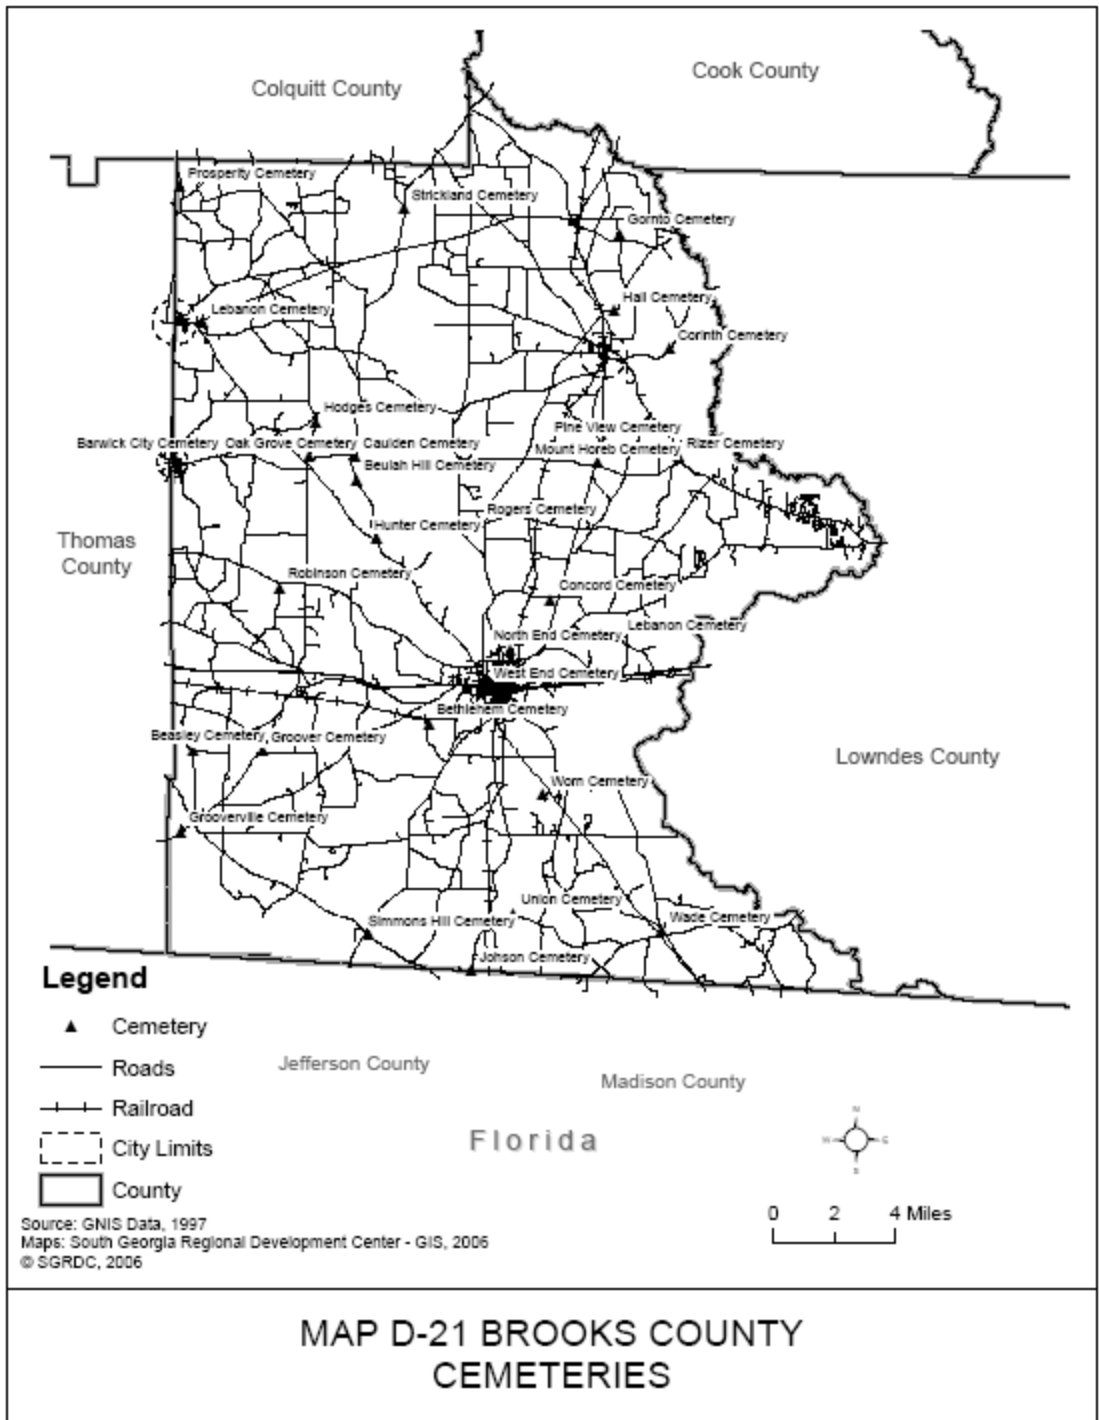 Colquitt County
Cook County
Prosperity Cemetery
Strickland Cemetery
Gornto Cemetery
Hall Cemetery
Lebanon Cemetery
Corinth Cemetery
Hodges Cemetery
Pine View Cemetery
Barwick City Cemetery
Oak Grove Cemetery
Caulden Cemetery
Mount Horeb Cemetery
Rizer Cemetery
Beulah Hill Cemetery
Rogers Cemetery
Hunter Cemetery
Thomas
County
Robinson Cemetery
Concord Cemetery
Lebanon Cemetery
North End Cemetery
West End Cemetery
Bethlehem Cemetery
Beasley Cemetery
Groover Cemetery
Lowndes County
Worn Cemetery
Grooverville Cemetery
Union Cemetery
Simmons Hill Cemetery
Wade Cemetery
Johson Cemetery
Legend
Cemetery
Roads
Railroad
City Limits
County
Jefferson County
Madison County
Florida
N
W
E
S
0 2 4 Miles
Source: GNIS Data, 1997
Maps: South Georgia Regional Development Center - GIS, 2006
© SGRDC, 2006
MAP D-21 BROOKS COUNTY
CEMETERIES